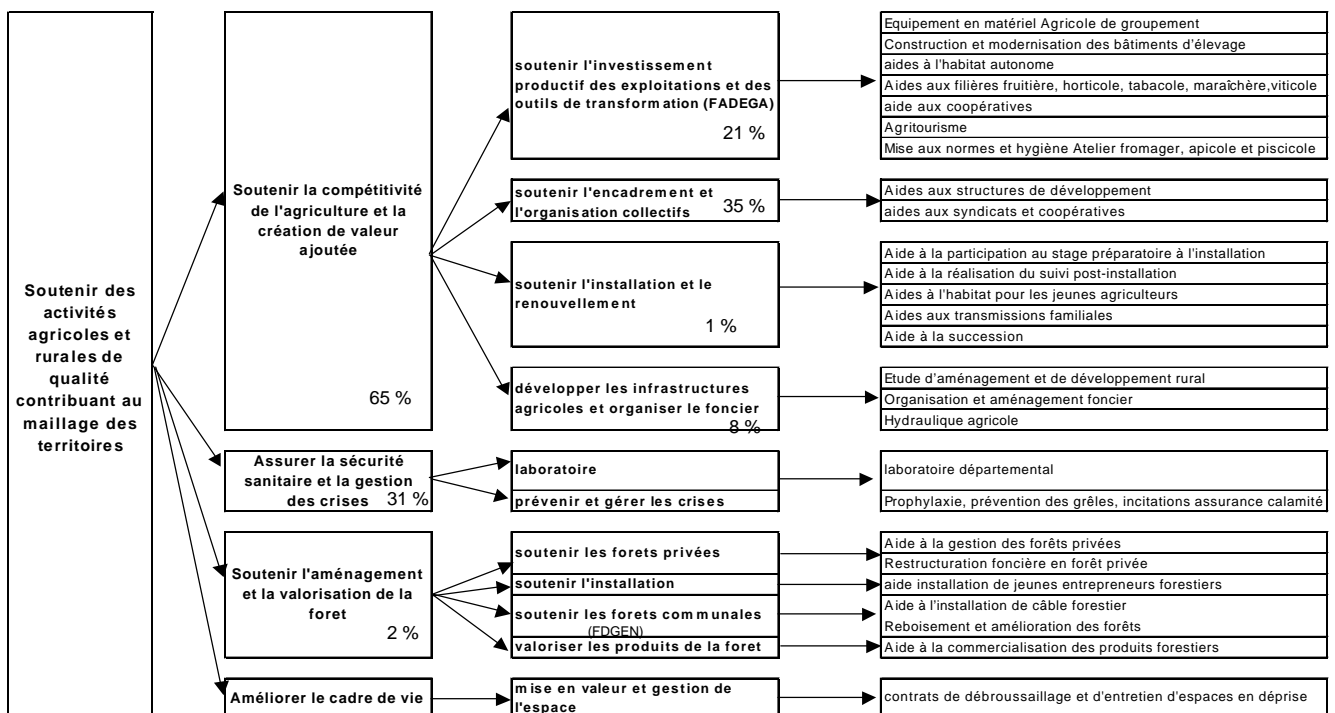 Soutenir des
activités
agricoles et
rurales de
qualité
contribuant au
maillage des
territoires
Soutenir la compétitivité
de l'agriculture et la
création de valeur
ajoutée
65 %
soutenir l'investissement
productif des exploitations et des
outils de transformation (FADEGA)
21 %
Equipement en matériel Agricole de groupement
Construction et modernisation des bâtiments d'élevage
aides à l'habitat autonome
Aides aux filières fruitière, horticole, tabacole, maraîchère,viticole
aide aux coopératives
Agritourisme
Mise aux normes et hygiène Atelier fromager, apicole et piscicole
soutenir l'encadrement et
l'organisation collectifs
35 %
Aides aux structures de développement
aides aux syndicats et coopératives
soutenir l'installation et le
renouvellement
1 %
Aide à la participation au stage préparatoire à l'installation
Aide à la réalisation du suivi post-installation
Aides à l'habitat pour les jeunes agriculteurs
Aides aux transmissions familiales
Aide à la succession
développer les infrastructures
agricoles et organiser le foncier
8 %
Etude d'aménagement et de développement rural
Organisation et aménagement foncier
Hydraulique agricole
Assurer la sécurité
sanitaire et la gestion
des crises 31 %
laboratoire
prévenir et gérer les crises
laboratoire départemental
Prophylaxie, prévention des grêles, incitations assurance calamité
Soutenir l'aménagement
et la valorisation de la
foret
2 %
soutenir les forets privées
Aide à la gestion des forêts privées
Restructuration foncière en forêt privée
soutenir l'installation
aide installation de jeunes entrepreneurs forestiers
soutenir les forets communales
(FDGEN)
Aide à l'installation de câble forestier
Reboisement et amélioration des forêts
valoriser les produits de la foret
Aide à la commercialisation des produits forestiers
Améliorer le cadre de vie
mise en valeur et gestion de
l'espace
contrats de débroussaillage et d'entretien d'espaces en déprise